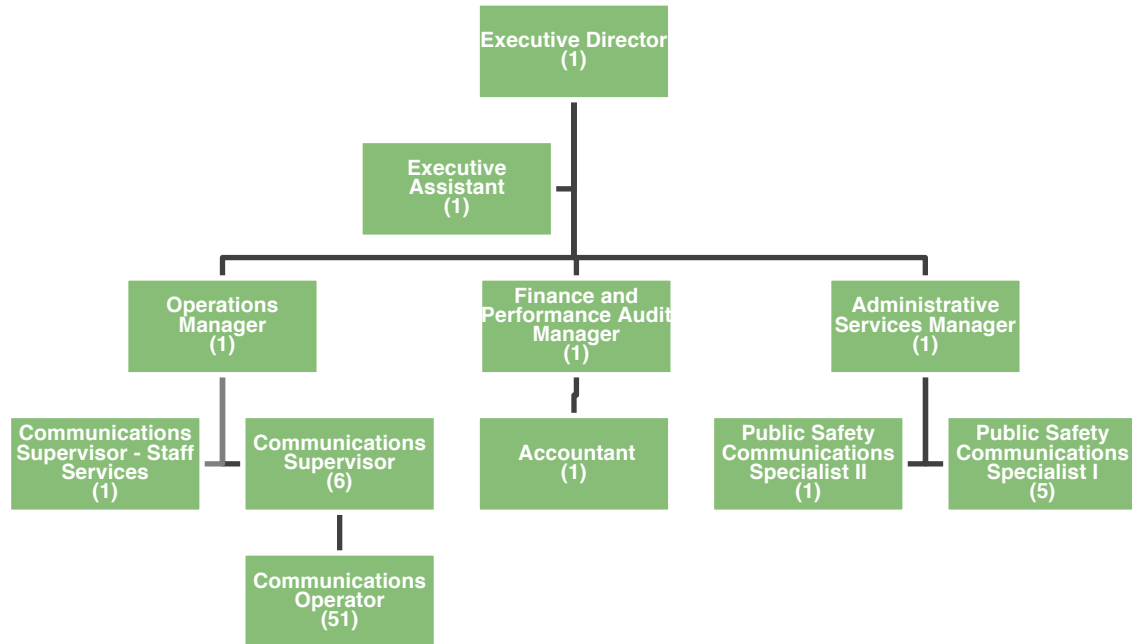 Executive Director
(1)
Executive
Assistant
(1)
Operations
Manager
(1)
Finance and
Performance Audit
Manager
(1)
Administrative
Services Manager
(1)
Communications
Supervisor - Staff
Services
(1)
Communications
Supervisor
(6)
Accountant
(1)
Public Safety
Communications
Specialist II
(1)
Public Safety
Communications
Specialist I
(5)
Communications
Operator
(51)